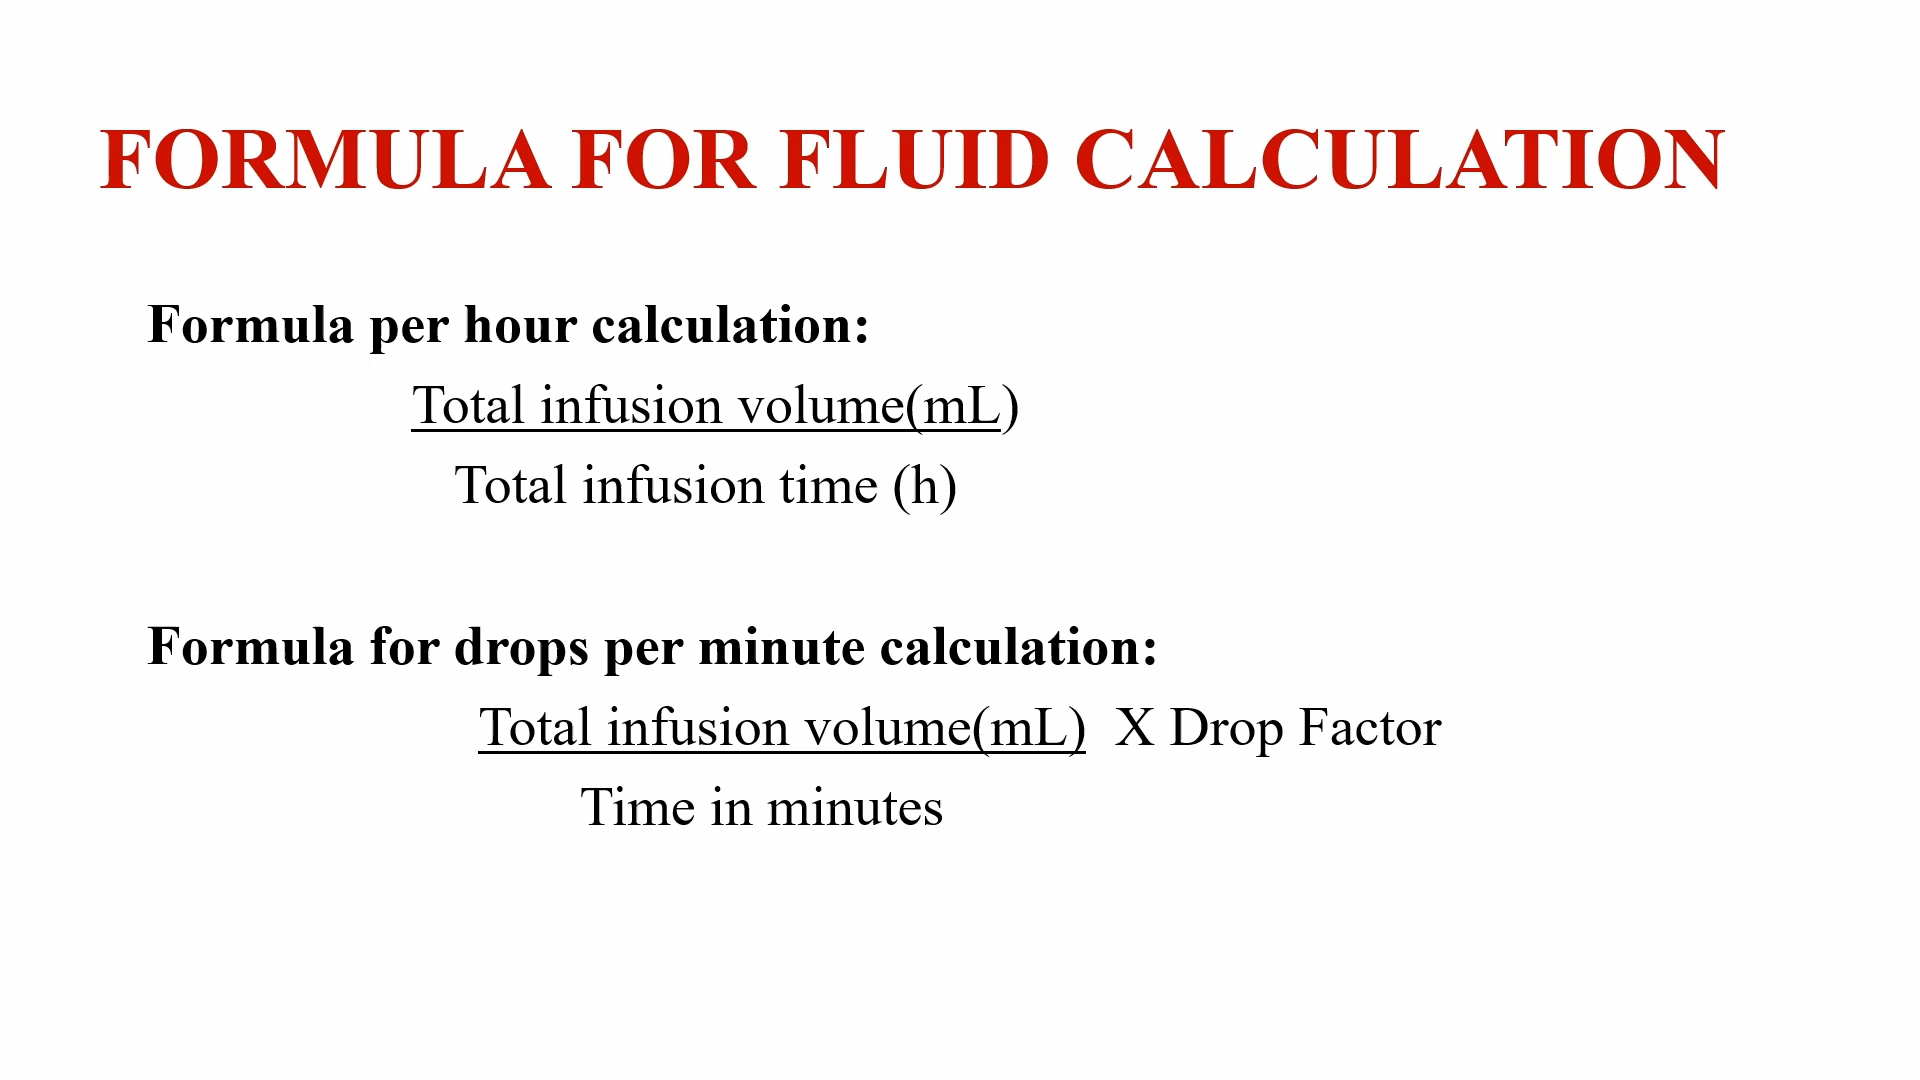 FORMULA FOR FLUID CALCULATION
Formula per hour calculation:
Total infusion volume(mL)
Total infusion time (h)
Formula for drops per minute calculation:
Total infusion volume(mL) X Drop Factor
Time in minutes